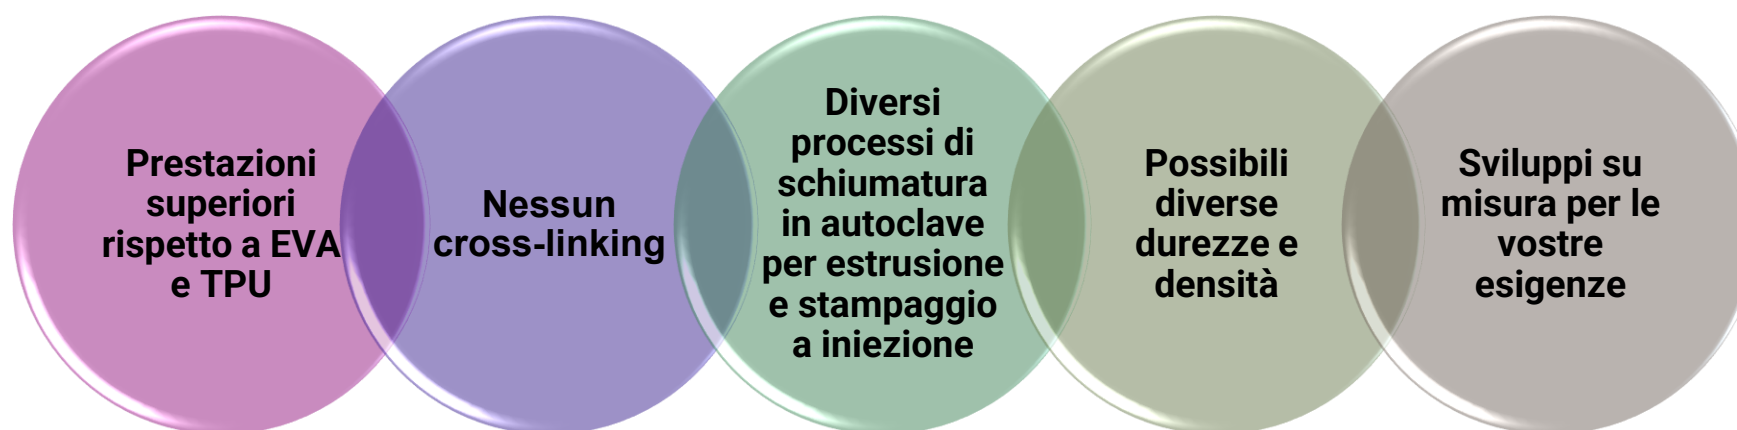 Prestazioni
superiori
rispetto a EVA
e TPU
Nessun
cross-linking
Diversi
processi di
schiumatura
in autoclave
per estrusione
e stampaggio
a iniezione
Possibili
diverse
durezze e
densità
Sviluppi su
misura per le
vostre
esigenze